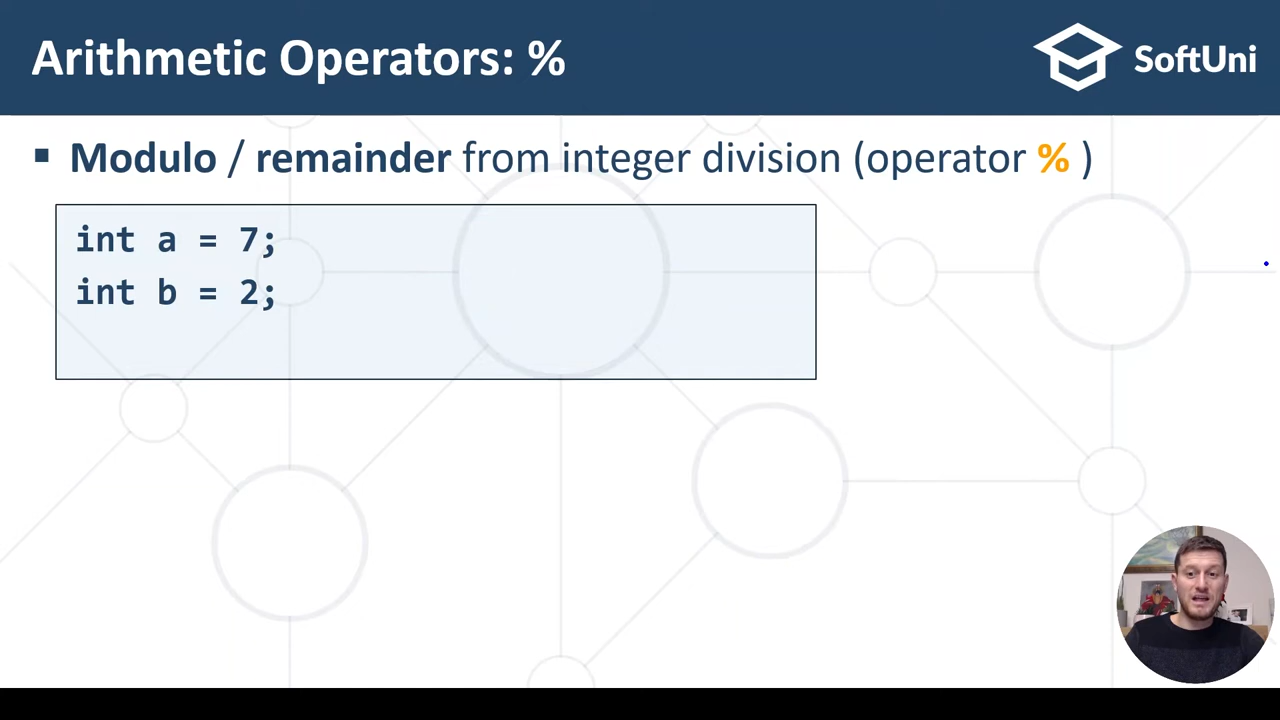 Arithmetic Operators: %
SoftUni
▪ Modulo / remainder from integer division (operator % )
int a = 7;
int b = 2;